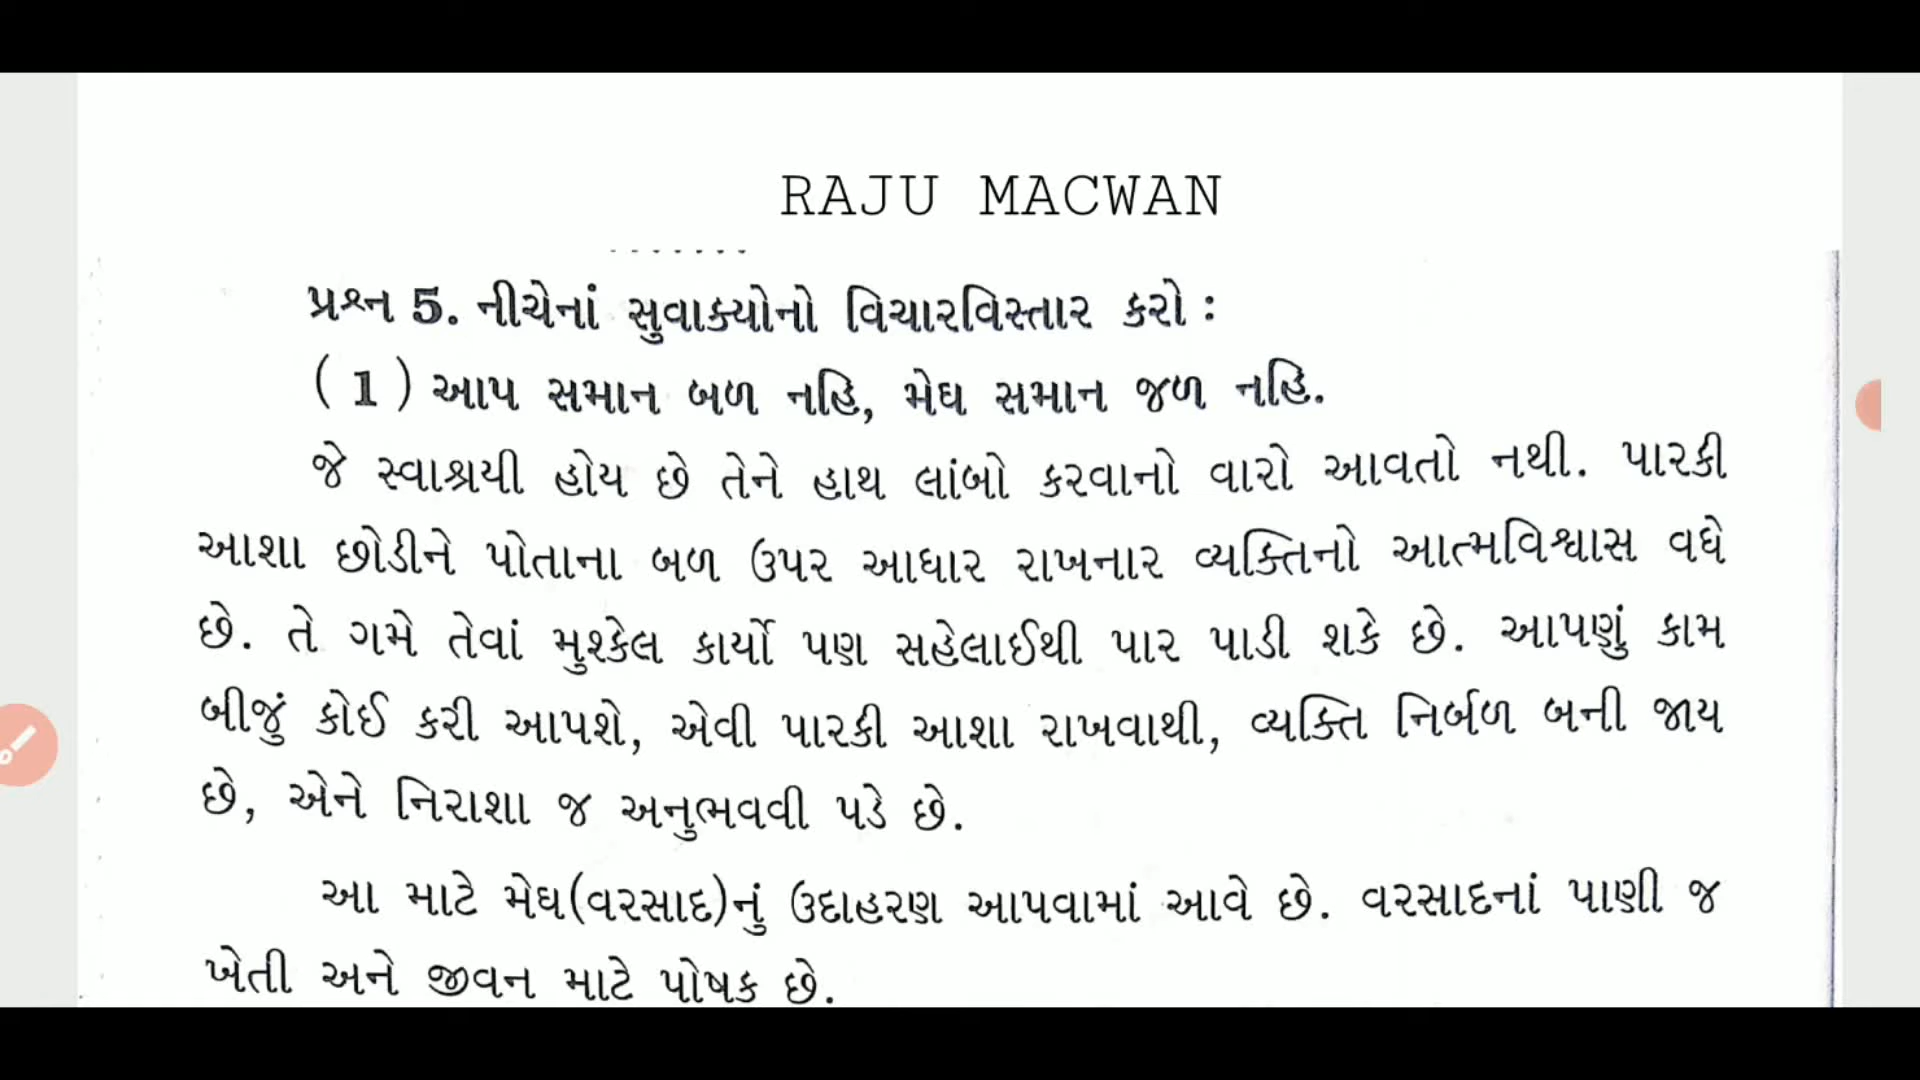 RAJU MACWAN
પ્રશ્ન 5. નીચેનાં સુવાક્યોનો વિચારવિસ્તાર કરો :
( 1 ) આપ સમાન બળ નહિ, મેઘ સમાન જળ નહિ.
જે સ્વાશ્રયી હોય છે તેને હાથ લાંબો કરવાનો વારો આવતો નથી. પારકી
આશા છોડીને પોતાના બળ ઉપર આધાર રાખનાર વ્યક્તિનો આત્મવિશ્વાસ વધે
છે. તે ગમે તેવાં મુશ્કેલ કાર્યો પણ સહેલાઈથી પાર પાડી શકે છે. આપણું કામ
બીજું કોઈ કરી આપશે, એવી પારકી આશા રાખવાથી, વ્યક્તિ નિર્બળ બની જાય
છે, એને નિરાશા જ અનુભવવી પડે છે.
આ માટે મેઘ(વરસાદ)નું ઉદાહરણ આપવામાં આવે છે. વરસાદનાં પાણી જ
ખેતી અને જીવન માટે પોષક છે.